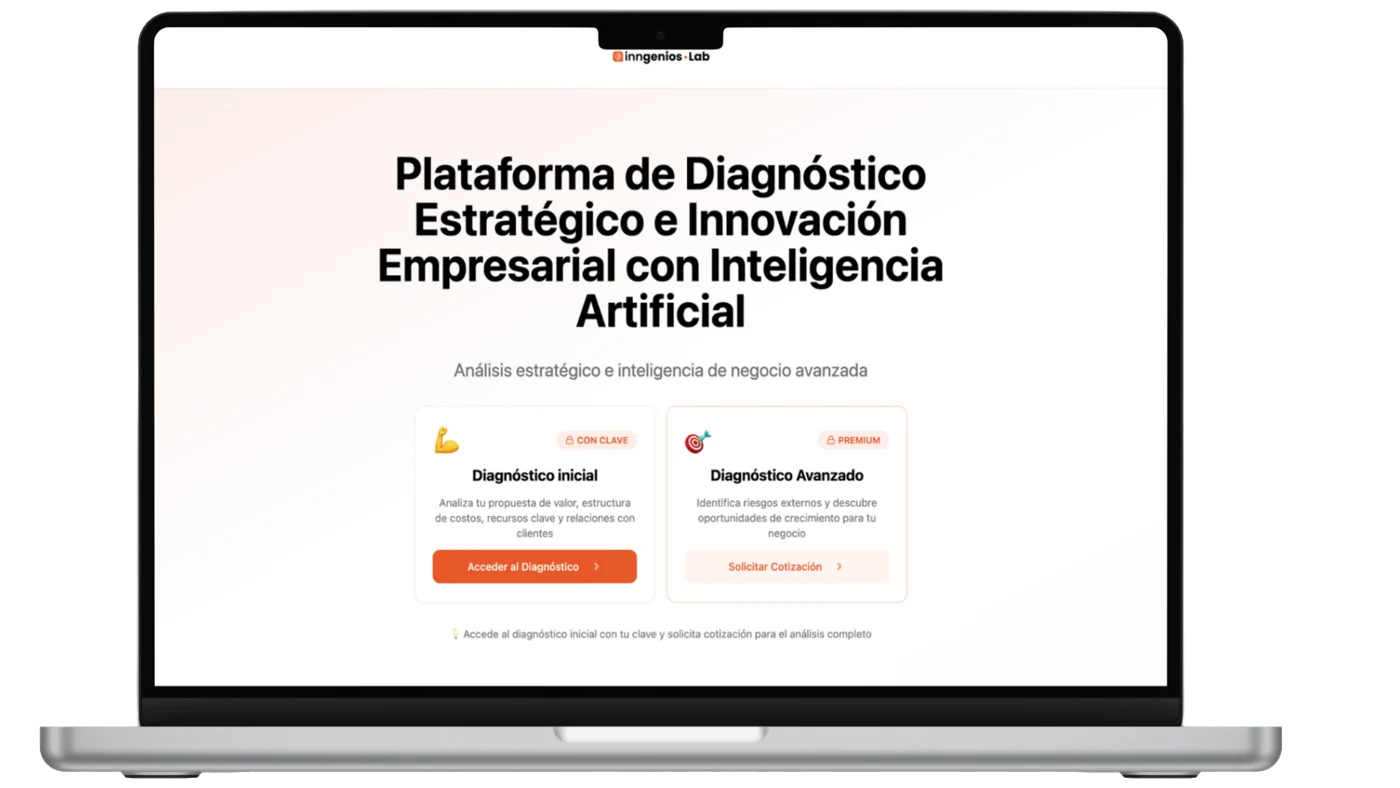 inngenios·Lab
Plataforma de Diagnóstico
Estratégico e Innovación
Empresarial con Inteligencia
Artificial
Análisis estratégico e inteligencia de negocio avanzada
CON CLAVE
Diagnóstico inicial
Analiza tu propuesta de valor, estructura
de costos, recursos clave y relaciones con
clientes
Acceder al Diagnóstico
PREMIUM
Diagnóstico Avanzado
Identifica riesgos externos y descubre
oportunidades de crecimiento para tu
negocio
Solicitar Cotización
Accede al diagnóstico inicial con tu clave y solicita cotización para el análisis completo